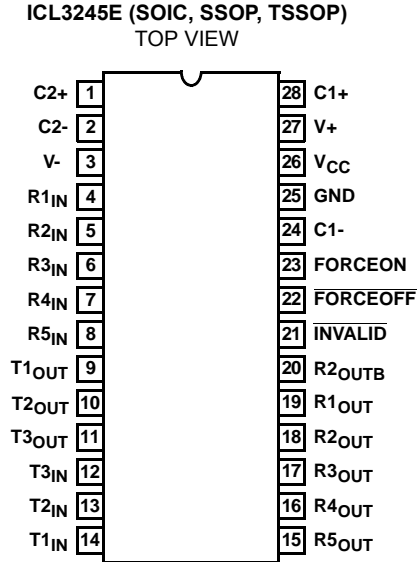 ICL3245E (SOIC, SSOP, TSSOP)
TOP VIEW
C2+ 1 28 C1+
C2- 2 27 V+
V- 3 26 VCC
R1IN 4 25 GND
R2IN 5 24 C1-
R3IN 6 23 FORCEON
R4IN 7 22 FORCEOFF
R5IN 8 21 INVALID
T1OUT 9 20 R2OUTB
T2OUT 10 19 R1OUT
T3OUT 11 18 R2OUT
T3IN 12 17 R3OUT
T2IN 13 16 R4OUT
T1IN 14 15 R5OUT